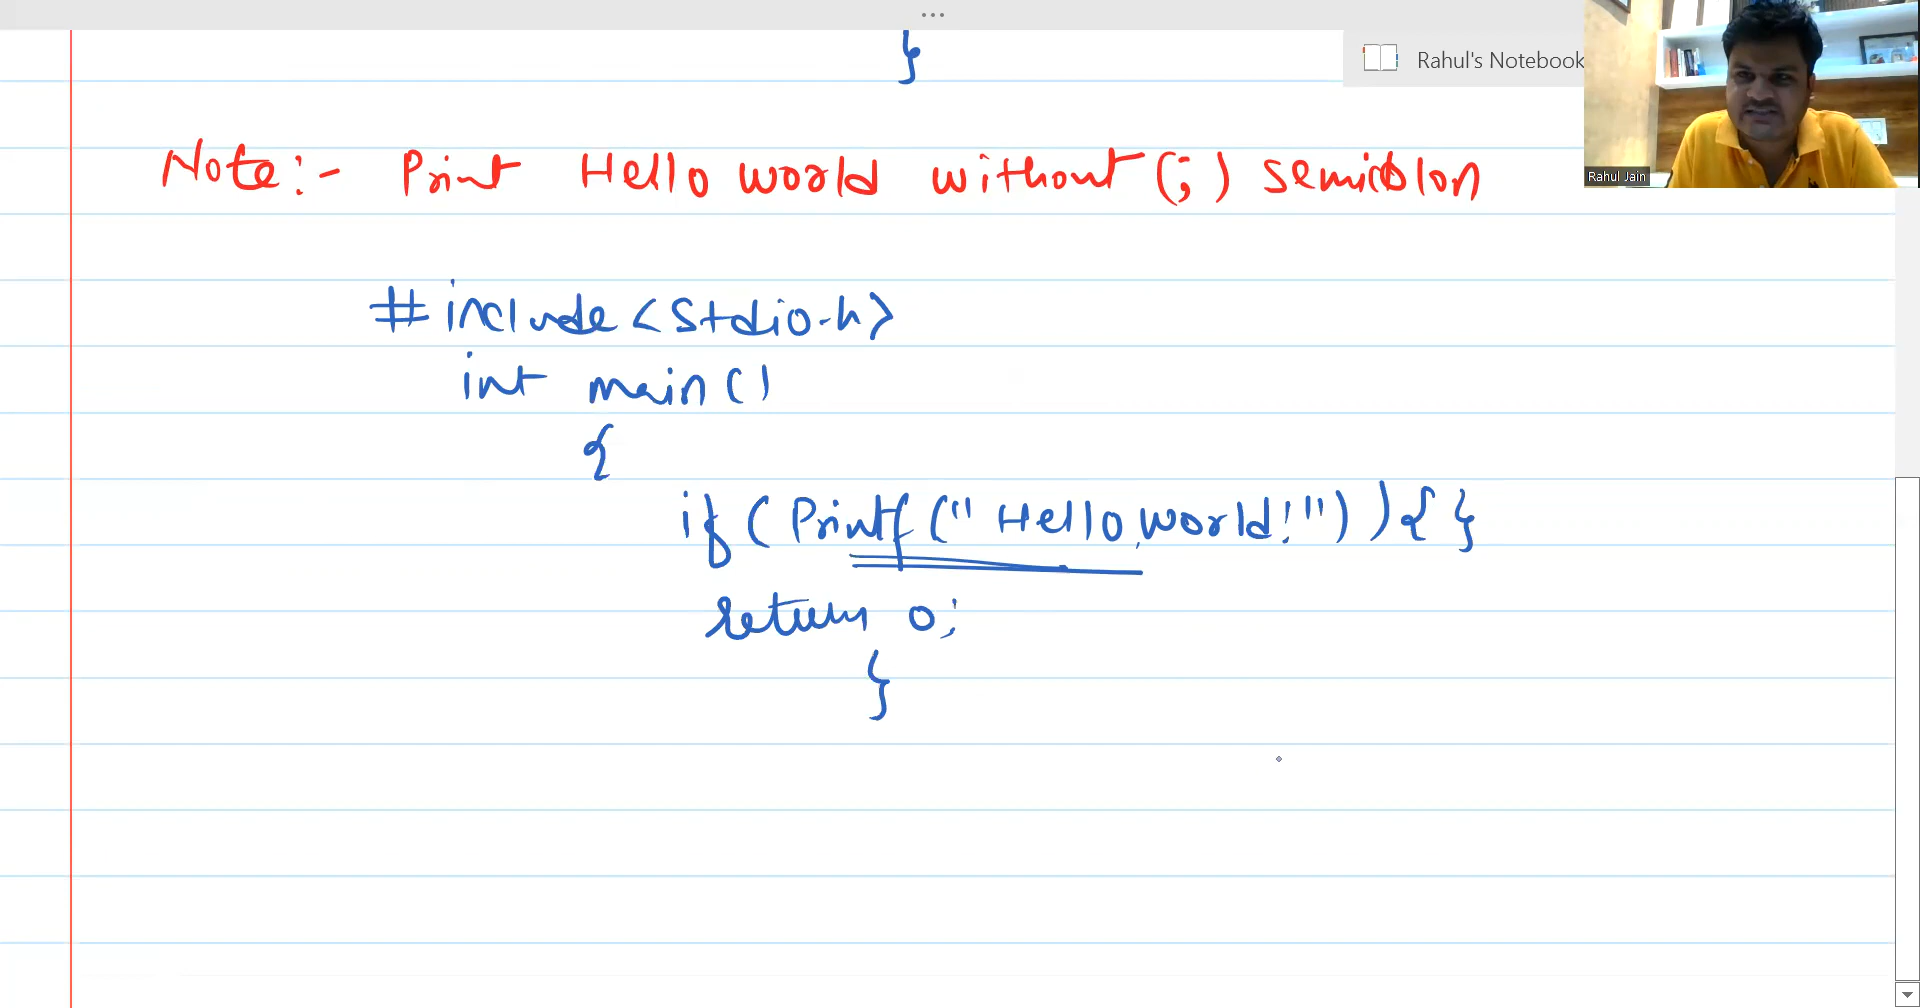 ...
}
Rahul's Notebook
Rahul Jain
Note:- Print Hello world without (;) semicolon
#include<stdio.h>
int main()
{
if(Printf("Hello,world!")){ }
return 0;
}